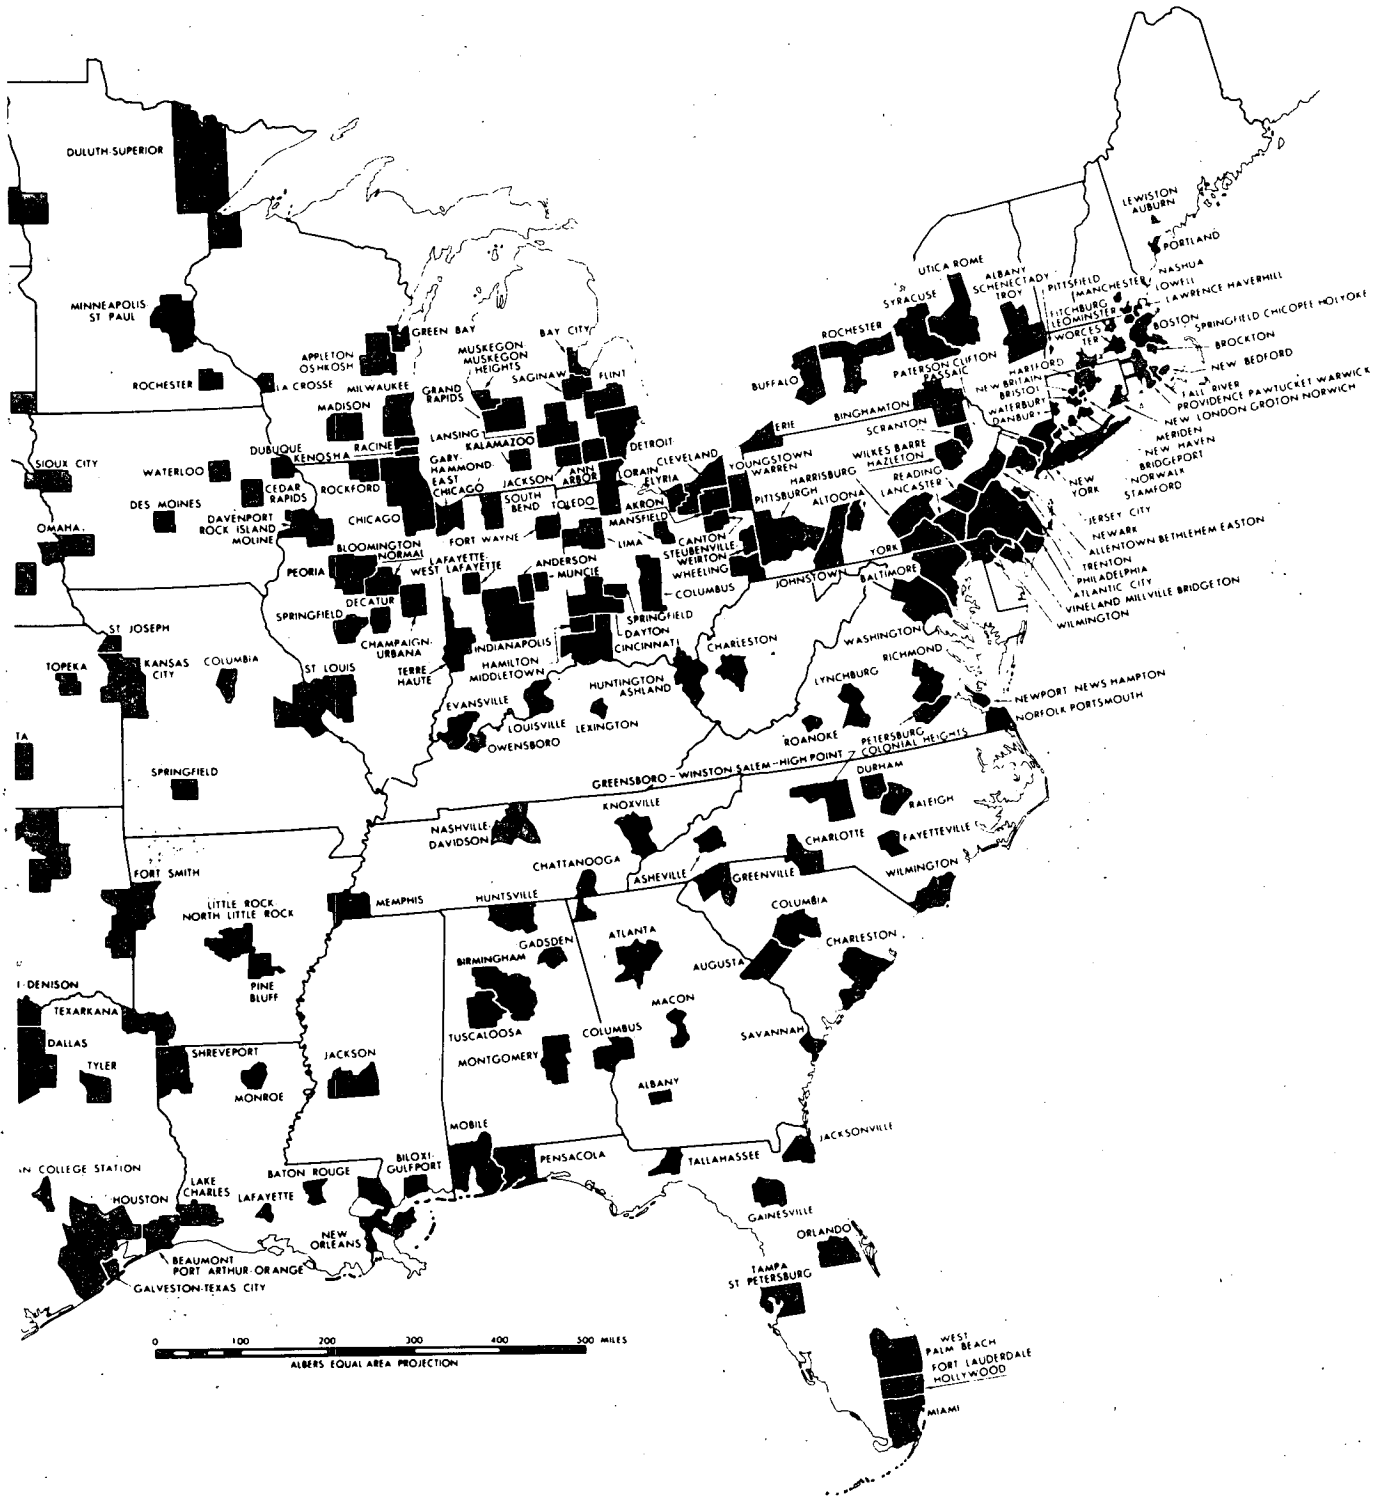 DULUTH-SUPERIOR
MINNEAPOLIS-
ST PAUL
ROCHESTER
LA CROSSE
GREEN BAY
APPLETON
OSHKOSH
MILWAUKEE
MADISON
RACINE
KENOSHA
DUBUQUE
WATERLOO
CEDAR
RAPIDS
DES MOINES
SIOUX CITY
OMAHA
DAVENPORT
ROCK ISLAND
MOLINE
ROCKFORD
CHICAGO
GARY-
HAMMOND-
EAST
CHICAGO
MUSKEGON-
MUSKEGON
HEIGHTS
GRAND
RAPIDS
BAY CITY
SAGINAW
FLINT
LANSING
KALAMAZOO
JACKSON
ANN
ARBOR
DETROIT
SOUTH
BEND
TOLEDO
FORT WAYNE
LIMA
MANSFIELD
LORAIN
ELYRIA
CLEVELAND
AKRON
CANTON
YOUNGSTOWN
WARREN
STEUBENVILLE-
WEIRTON
WHEELING
COLUMBUS
BLOOMINGTON
NORMAL
PEORIA
LAFAYETTE-
WEST LAFAYETTE
ANDERSON
MUNCIE
DECATUR
SPRINGFIELD
CHAMPAIGN-
URBANA
TERRE
HAUTE
INDIANAPOLIS
HAMILTON
MIDDLETOWN
SPRINGFIELD
DAYTON
CINCINNATI
ST JOSEPH
TOPEKA
KANSAS
CITY
COLUMBIA
ST LOUIS
SPRINGFIELD
EVANSVILLE
OWENSBORO
LOUISVILLE
LEXINGTON
HUNTINGTON
ASHLAND
CHARLESTON
ERIE
BUFFALO
ROCHESTER
SYRACUSE
UTICA ROME
ALBANY
SCHENECTADY
TROY
BINGHAMTON
PATERSON CLIFTON
PASSAIC
SCRANTON
WILKES BARRE
HAZLETON
HARRISBURG
READING
LANCASTER
PITTSBURGH
ALTOONA
JOHNSTOWN
YORK
BALTIMORE
WASHINGTON
LEWISTON
AUBURN
PORTLAND
PITTSFIELD
MANCHESTER
NASHUA
LOWELL
LAWRENCE HAVERHILL
FITCHBURG
LEOMINSTER
WORCES
TER
BOSTON
SPRINGFIELD CHICOPEE HOLYOKE
BROCKTON
NEW BEDFORD
FALL RIVER
PROVIDENCE PAWTUCKET WARWICK
NEW LONDON GROTON NORWICH
HARTFORD
NEW BRITAIN
BRISTOL
WATERBURY
DANBURY
MERIDEN
NEW HAVEN
BRIDGEPORT
NORWALK
STAMFORD
NEW
YORK
JERSEY CITY
NEWARK
ALLENTOWN BETHLEHEM EASTON
TRENTON
PHILADELPHIA
ATLANTIC CITY
VINELAND MILLVILLE BRIDGETON
WILMINGTON
RICHMOND
LYNCHBURG
ROANOKE
PETERSBURG
COLONIAL HEIGHTS
NEWPORT NEWS HAMPTON
NORFOLK PORTSMOUTH
GREENSBORO - WINSTON SALEM - HIGH POINT
DURHAM
RALEIGH
FAYETTEVILLE
CHARLOTTE
WILMINGTON
TA
NASHVILLE-
DAVIDSON
KNOXVILLE
CHATTANOOGA
ASHEVILLE
GREENVILLE
FORT SMITH
LITTLE ROCK
NORTH LITTLE ROCK
PINE
BLUFF
MEMPHIS
HUNTSVILLE
GADSDEN
BIRMINGHAM
TUSCALOOSA
MONTGOMERY
ATLANTA
COLUMBIA
AUGUSTA
CHARLESTON
MACON
COLUMBUS
SAVANNAH
ALBANY
DENISON
TEXARKANA
DALLAS
TYLER
SHREVEPORT
MONROE
JACKSON
MOBILE
BILOXI-
GULFPORT
PENSACOLA
TALLAHASSEE
JACKSONVILLE
GAINESVILLE
ORLANDO
TAMPA
ST PETERSBURG
N COLLEGE STATION
HOUSTON
LAKE
CHARLES
LAFAYETTE
BATON ROUGE
NEW
ORLEANS
BEAUMONT
PORT ARTHUR-ORANGE
GALVESTON-TEXAS CITY
WEST
PALM BEACH
FORT LAUDERDALE
HOLLYWOOD
MIAMI
0 100 200 300 400 500 MILES
ALBERS EQUAL AREA PROJECTION